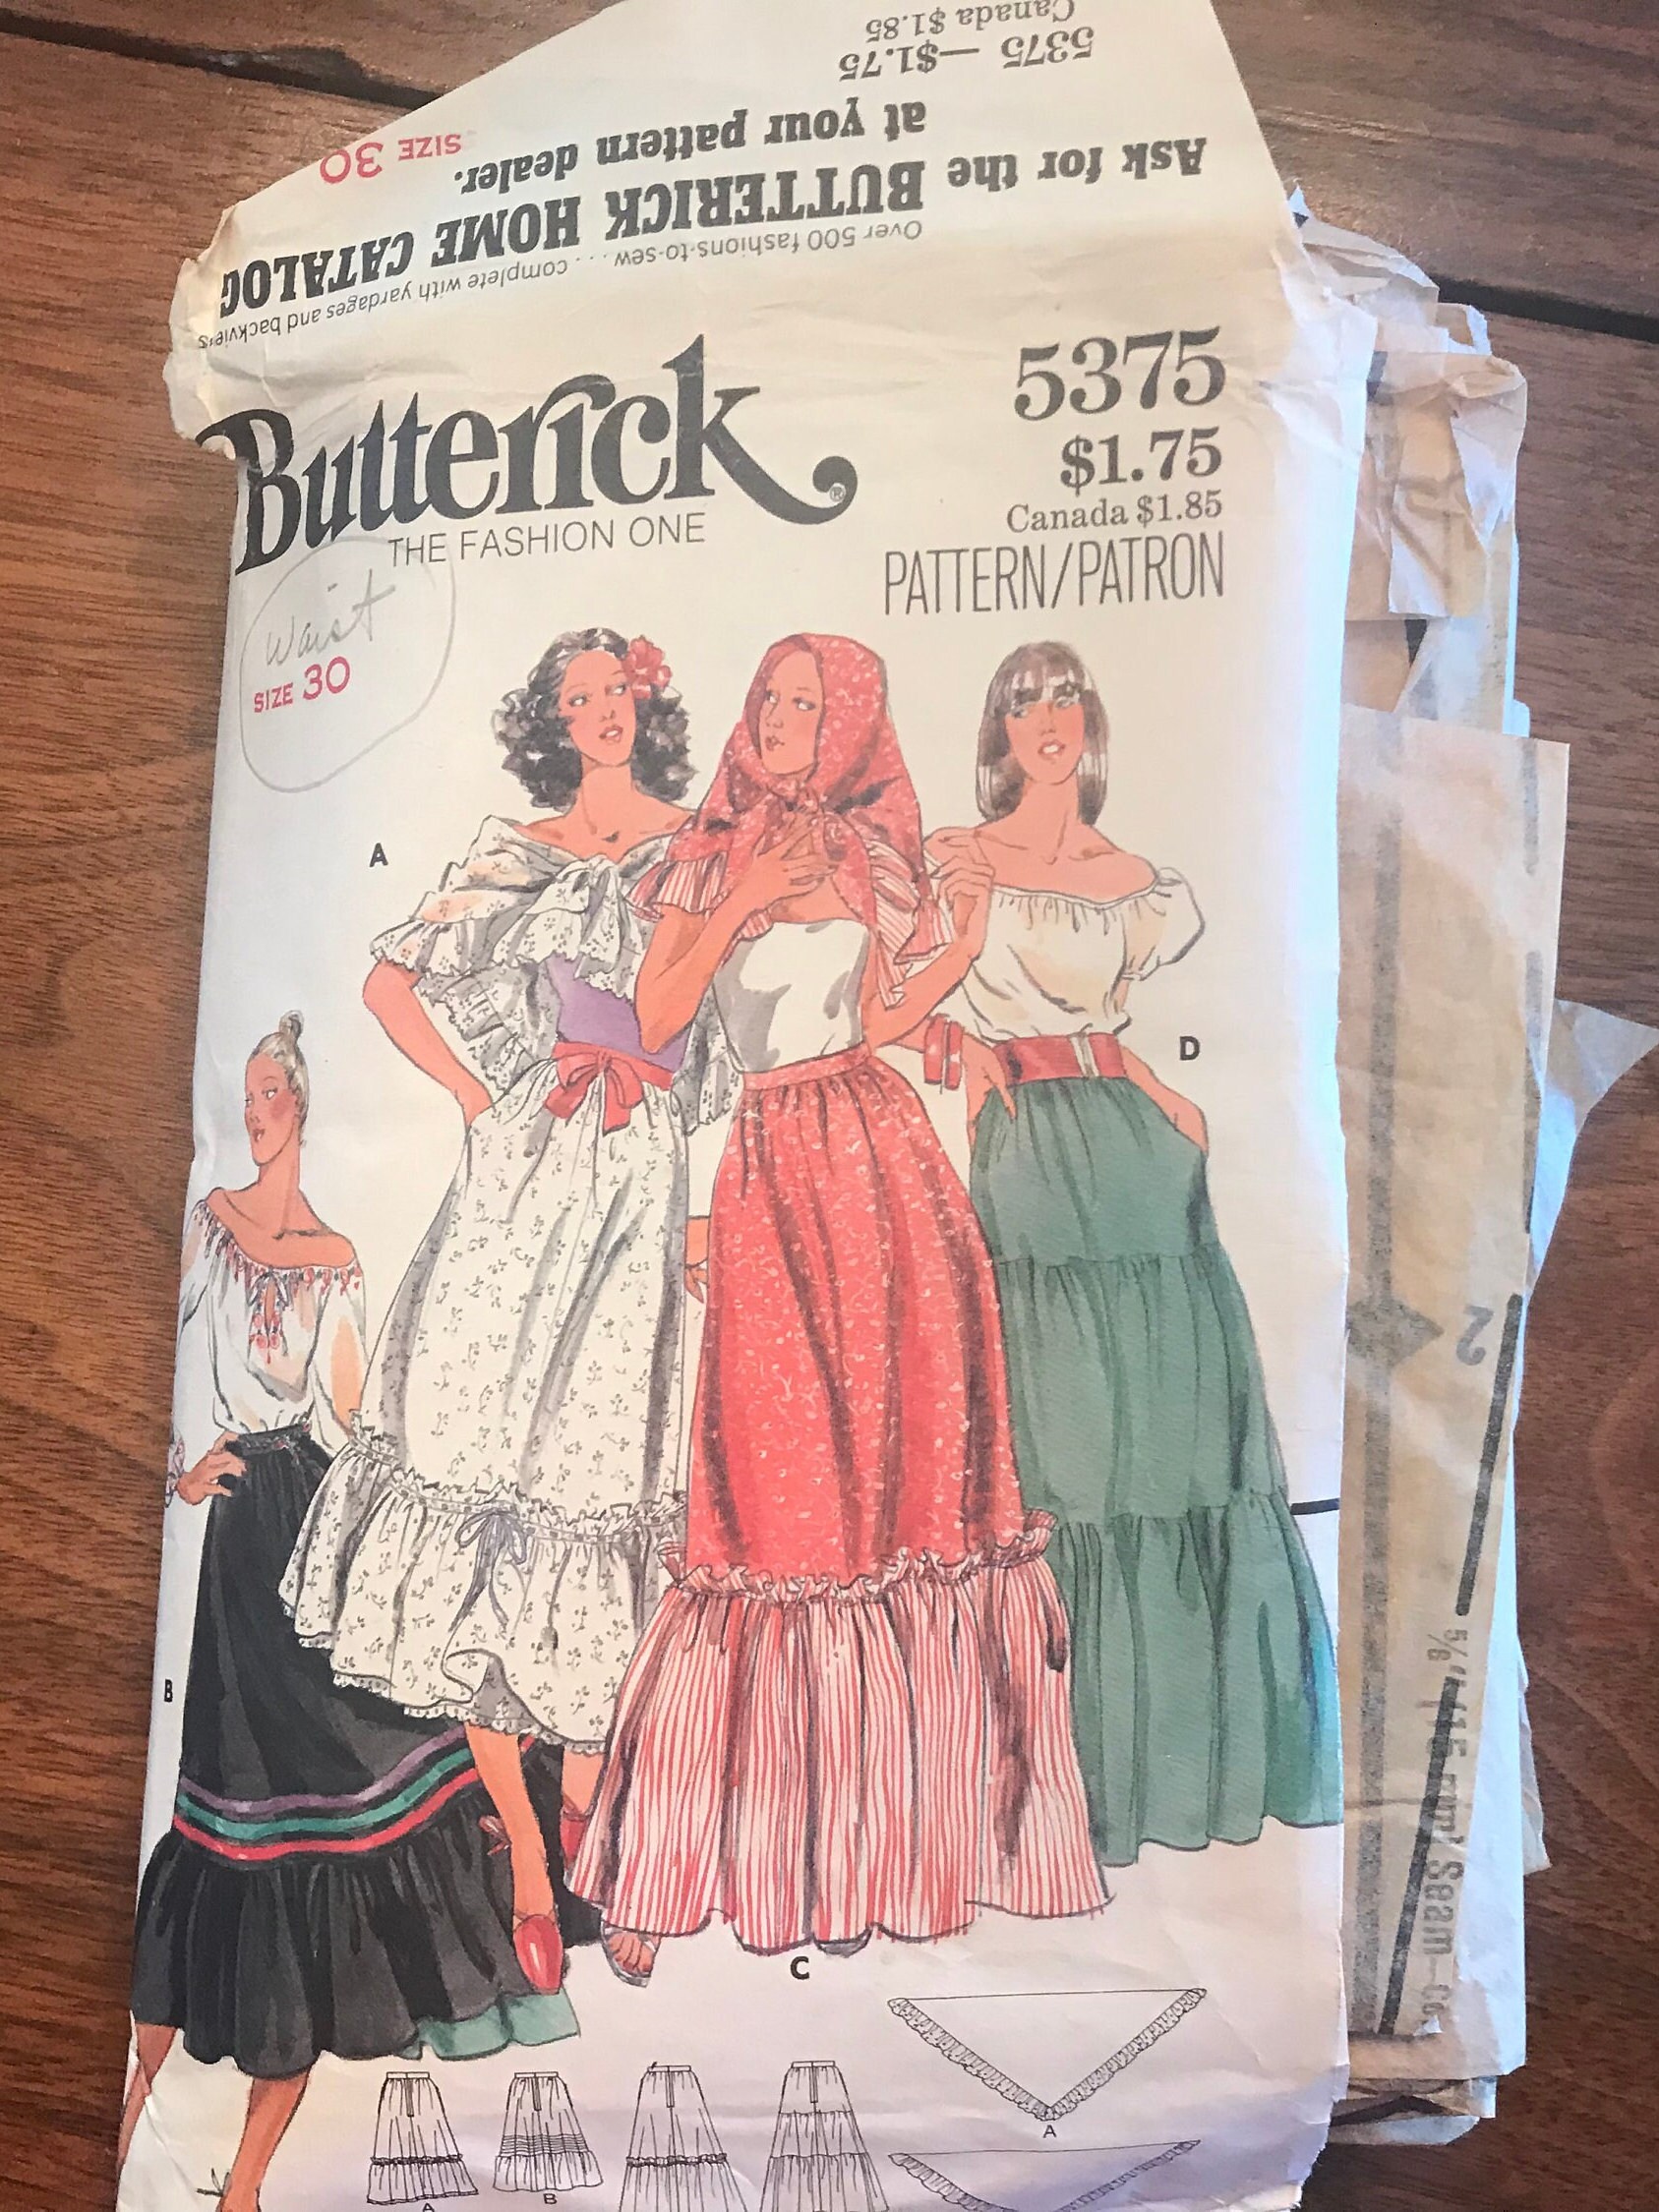 5375 —$1.75
Canada $1.85
SIZE 30
Ask for the BUTTERICK HOME CATALOG
at your pattern dealer.
Over 500 fashions-to-sew . . . complete with yardages and backviews
Butterick®
THE FASHION ONE
5375
$1.75
Canada $1.85
PATTERN/PATRON
Waist
SIZE 30
A
D
B
C
A
B
A
2
5/8" (15 mm) Seam